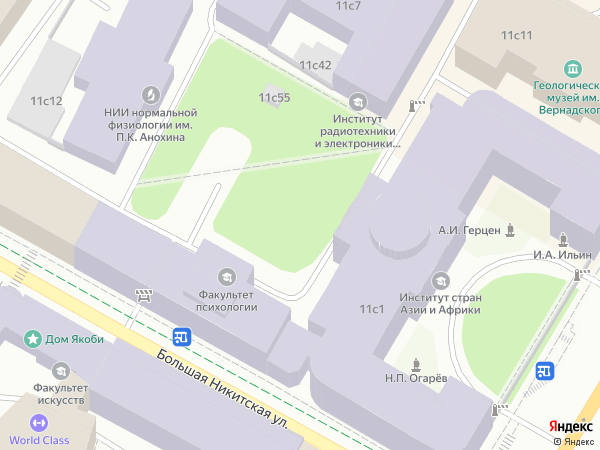 11с7
11с11
11с42
Геологический
музей им.
Вернадского
11с12
11с55
НИИ нормальной
физиологии им.
П.К. Анохина
Институт
радиотехники
и электроники...
А.И. Герцен
И.А. Ильин
Факультет
психологии
11с1
Институт стран
Азии и Африки
Дом Якоби
Большая Никитская ул.
Н.П. Огарёв
Факультет
искусств
World Class
Яндекс
© Яндекс